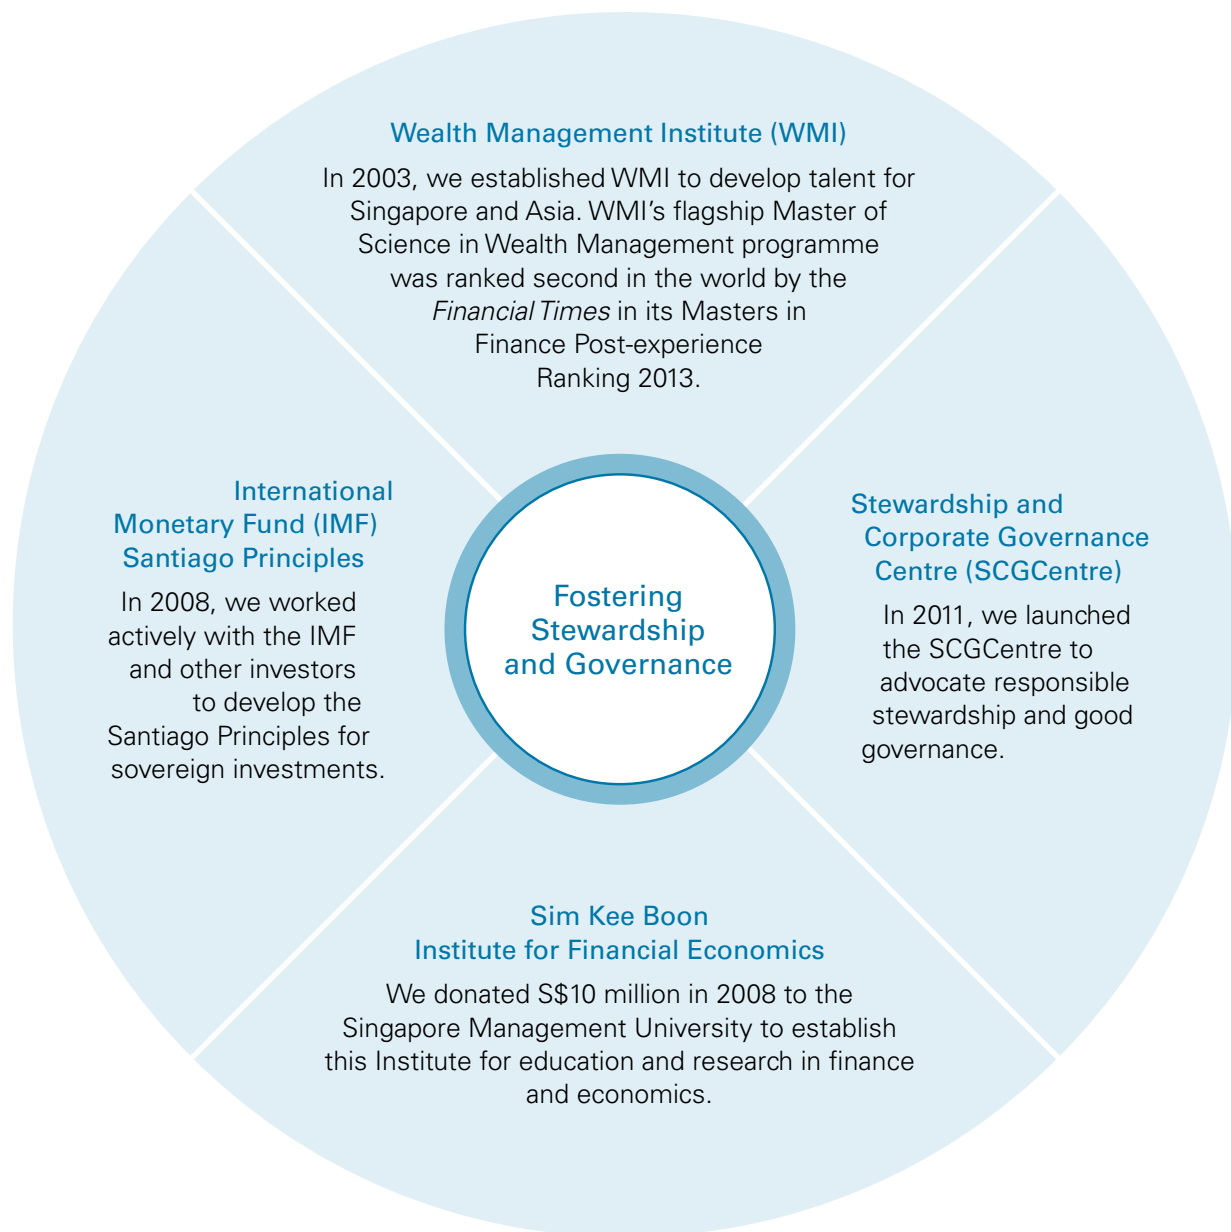 Wealth Management Institute (WMI)
In 2003, we established WMI to develop talent for
Singapore and Asia. WMI’s flagship Master of
Science in Wealth Management programme
was ranked second in the world by the
Financial Times in its Masters in
Finance Post-experience
Ranking 2013.
International
Monetary Fund (IMF)
Santiago Principles
In 2008, we worked
actively with the IMF
and other investors
to develop the
Santiago Principles for
sovereign investments.
Fostering
Stewardship
and Governance
Stewardship and
Corporate Governance
Centre (SCGCentre)
In 2011, we launched
the SCGCentre to
advocate responsible
stewardship and good
governance.
Sim Kee Boon
Institute for Financial Economics
We donated S$10 million in 2008 to the
Singapore Management University to establish
this Institute for education and research in finance
and economics.